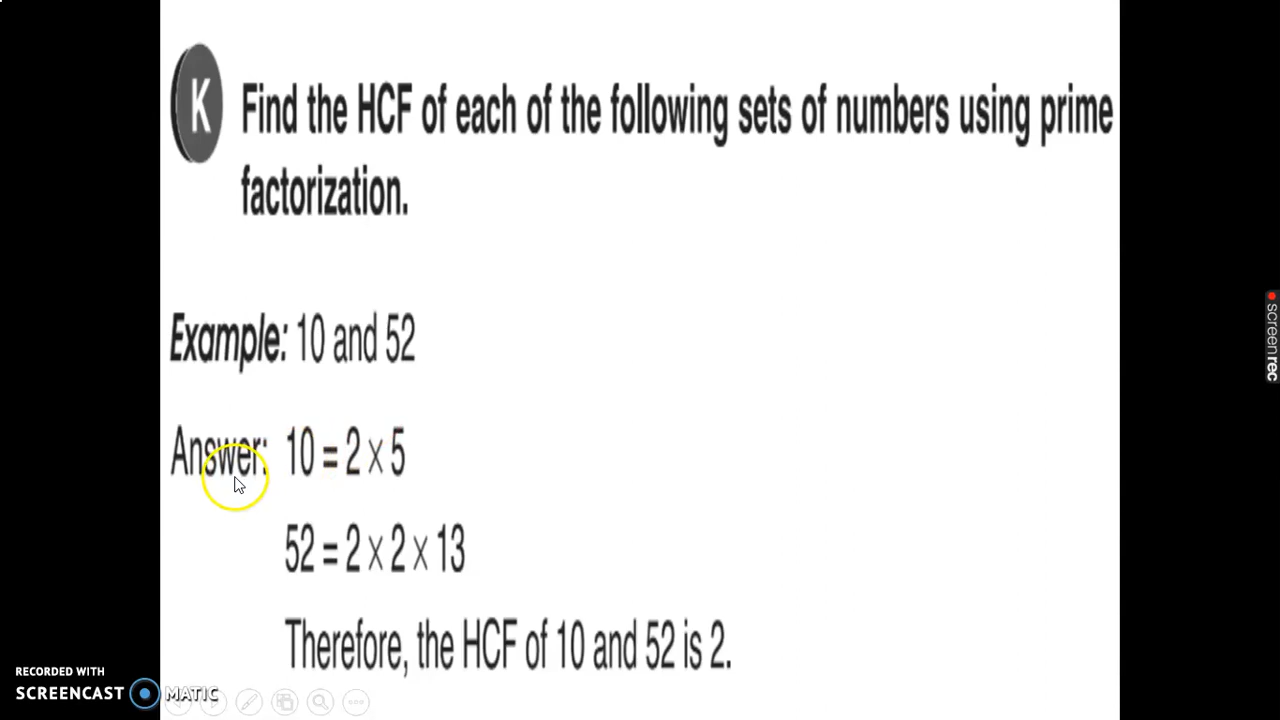 K
Find the HCF of each of the following sets of numbers using prime
factorization.
Example: 10 and 52
Answer: 10 = 2 × 5
52 = 2 × 2 × 13
Therefore, the HCF of 10 and 52 is 2.
screenrec
RECORDED WITH
SCREENCAST MATIC